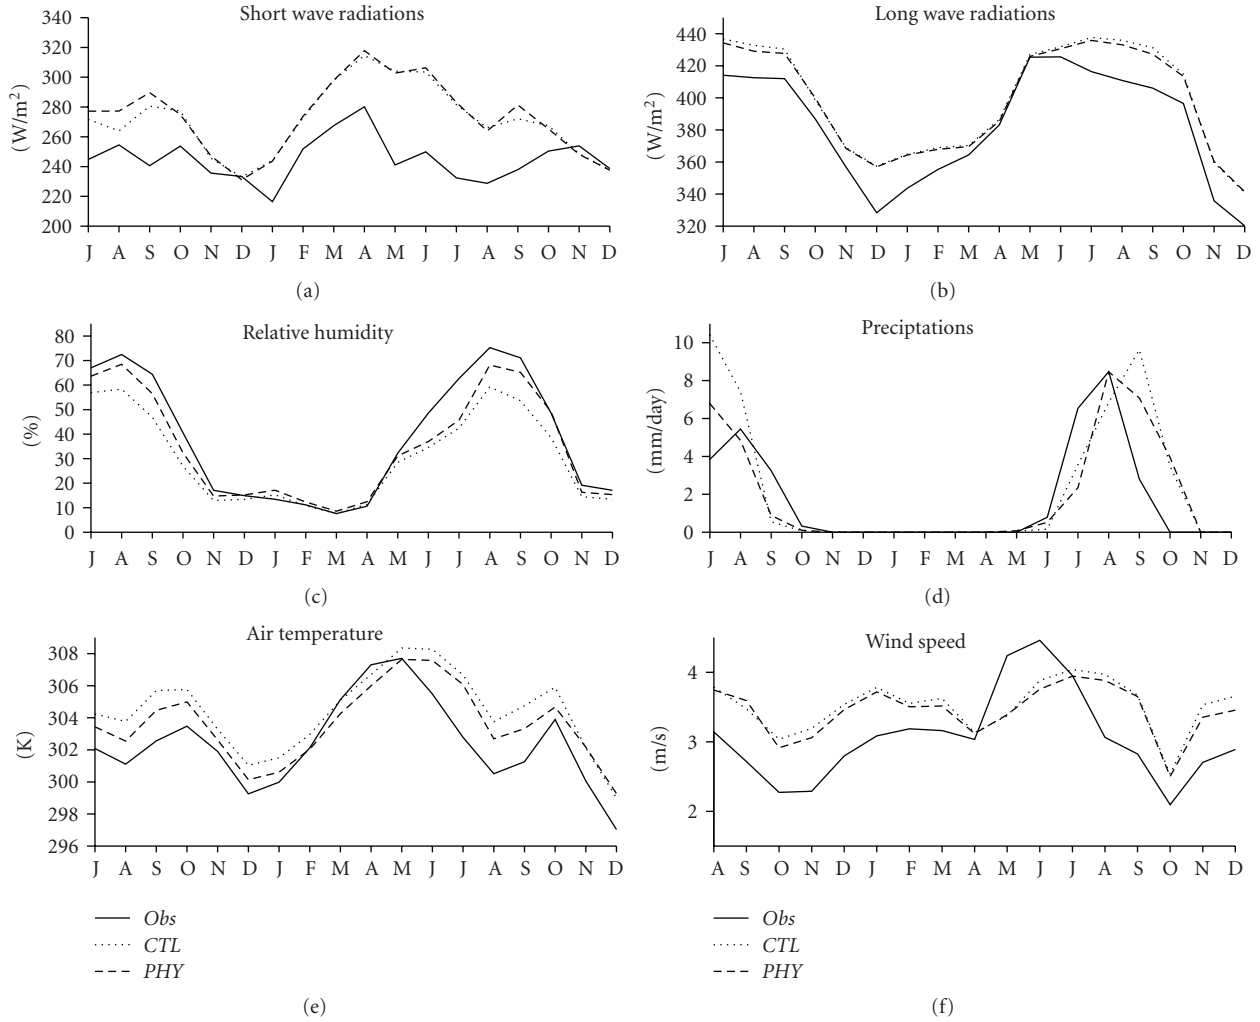 Short wave radiations
340
320
300
280
260
240
220
200
(W/m²)
J A S O N D J F M A M J J A S O N D
(a)
Long wave radiations
440
420
400
380
360
340
320
(W/m²)
J A S O N D J F M A M J J A S O N D
(b)
Relative humidity
80
70
60
50
40
30
20
10
0
(%)
J A S O N D J F M A M J J A S O N D
(c)
Preciptations
10
8
6
4
2
0
(mm/day)
J A S O N D J F M A M J J A S O N D
(d)
Air temperature
308
306
304
302
300
298
296
(K)
J A S O N D J F M A M J J A S O N D
Obs
CTL
PHY
(e)
Wind speed
4
3
2
(m/s)
A S O N D J F M A M J J A S O N D
Obs
CTL
PHY
(f)